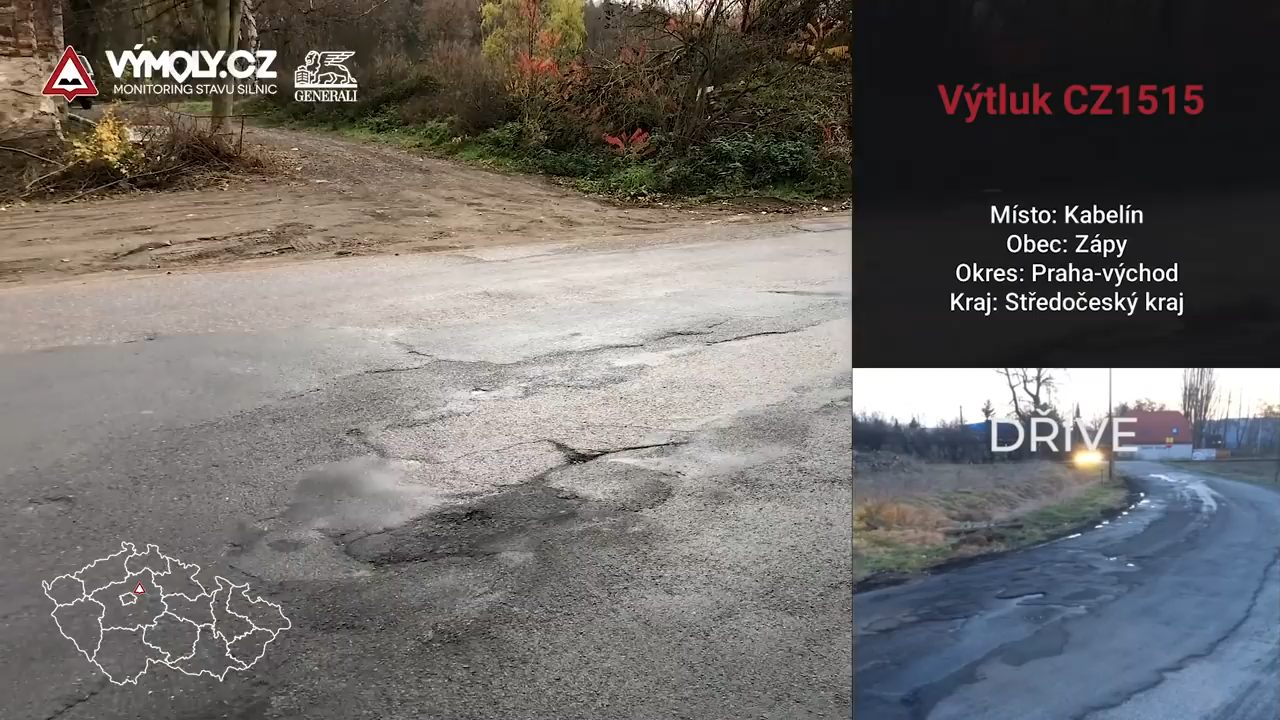 VÝMOLY.CZ
MONITORING STAVU SILNIC
GENERALI
Výtluk CZ1515
Místo: Kabelín
Obec: Zápy
Okres: Praha-východ
Kraj: Středočeský kraj
DŘÍVE